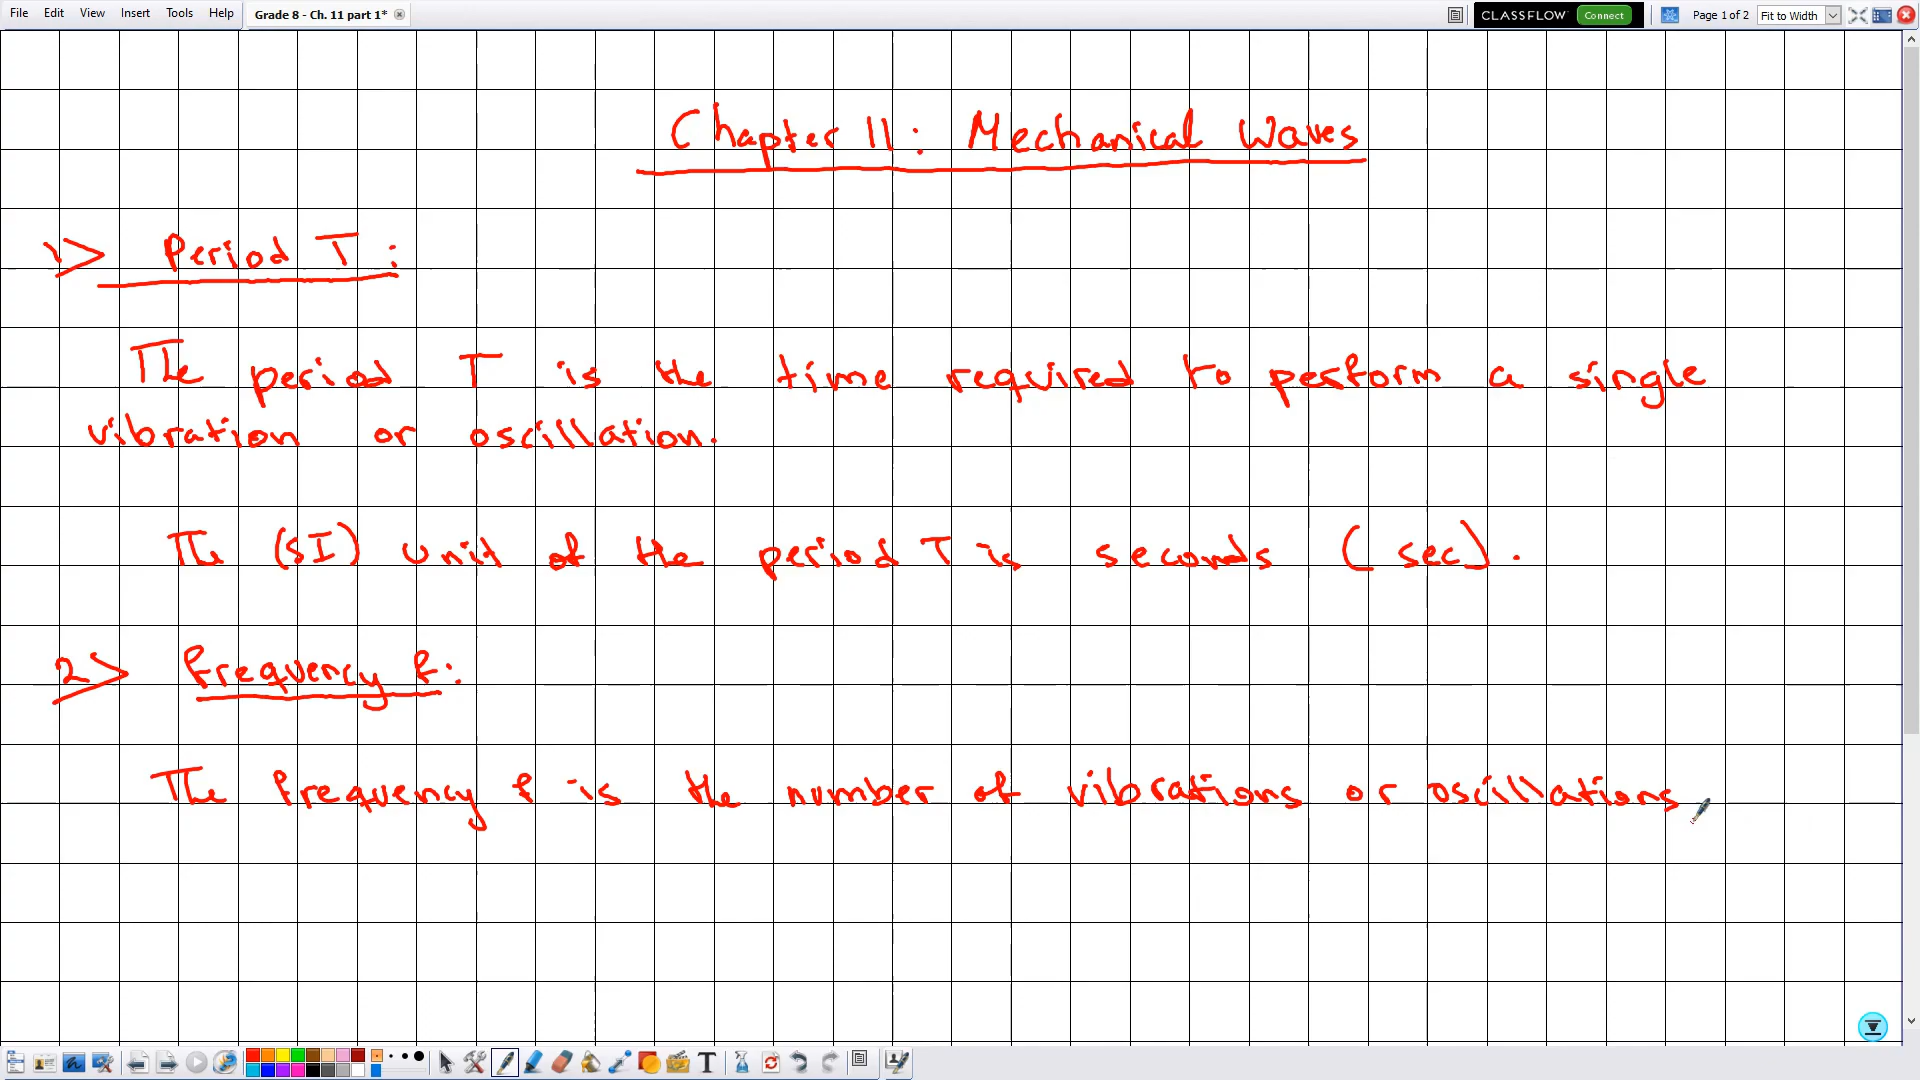 File Edit View Insert Tools Help Grade 8 - Ch. 11 part 1* CLASSFLOW Connect Page 1 of 2 Fit to Width
Chapter 11: Mechanical Waves
1> Period T:
The period T is the time required to perform a single
vibration or oscillation.
The (SI) unit of the period T is seconds (sec).
2> frequency f:
The frequency f is the number of vibrations or oscillations
T